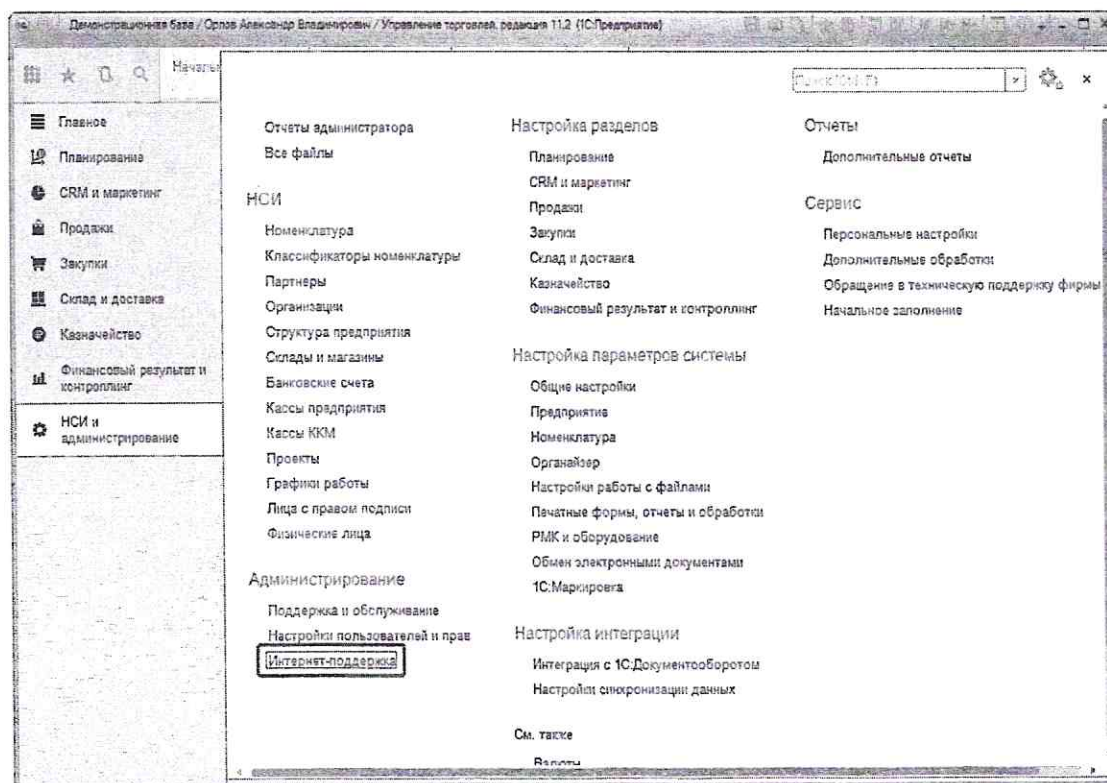 Демонстрационная база / Орлов Александр Владимирович / Управление торговлей, редакция 11.2 (1С:Предприятие)
Главное
Планирование
CRM и маркетинг
Продажи
Закупки
Склад и доставка
Казначейство
Финансовый результат и
контроллинг
НСИ и
администрирование
Отчеты администратора
Все файлы
НСИ
Номенклатура
Классификаторы номенклатуры
Партнеры
Организации
Структура предприятия
Склады и магазины
Банковские счета
Кассы предприятия
Кассы ККМ
Проекты
Графики работы
Лица с правом подписи
Физические лица
Администрирование
Поддержка и обслуживание
Настройки пользователей и прав
Интернет-поддержка
Настройка разделов
Планирование
CRM и маркетинг
Продажи
Закупки
Склад и доставка
Казначейство
Финансовый результат и контроллинг
Настройка параметров системы
Общие настройки
Предприятие
Номенклатура
Органайзер
Настройки работы с файлами
Печатные формы, отчеты и обработки
РМК и оборудование
Обмен электронными документами
1С:Маркировка
Настройка интеграции
Интеграция с 1С:Документооборотом
Настройки синхронизации данных
См. также
Валюты
Отчеты
Дополнительные отчеты
Сервис
Персональные настройки
Дополнительные обработки
Обращение в техническую поддержку фирмы
Начальное заполнение